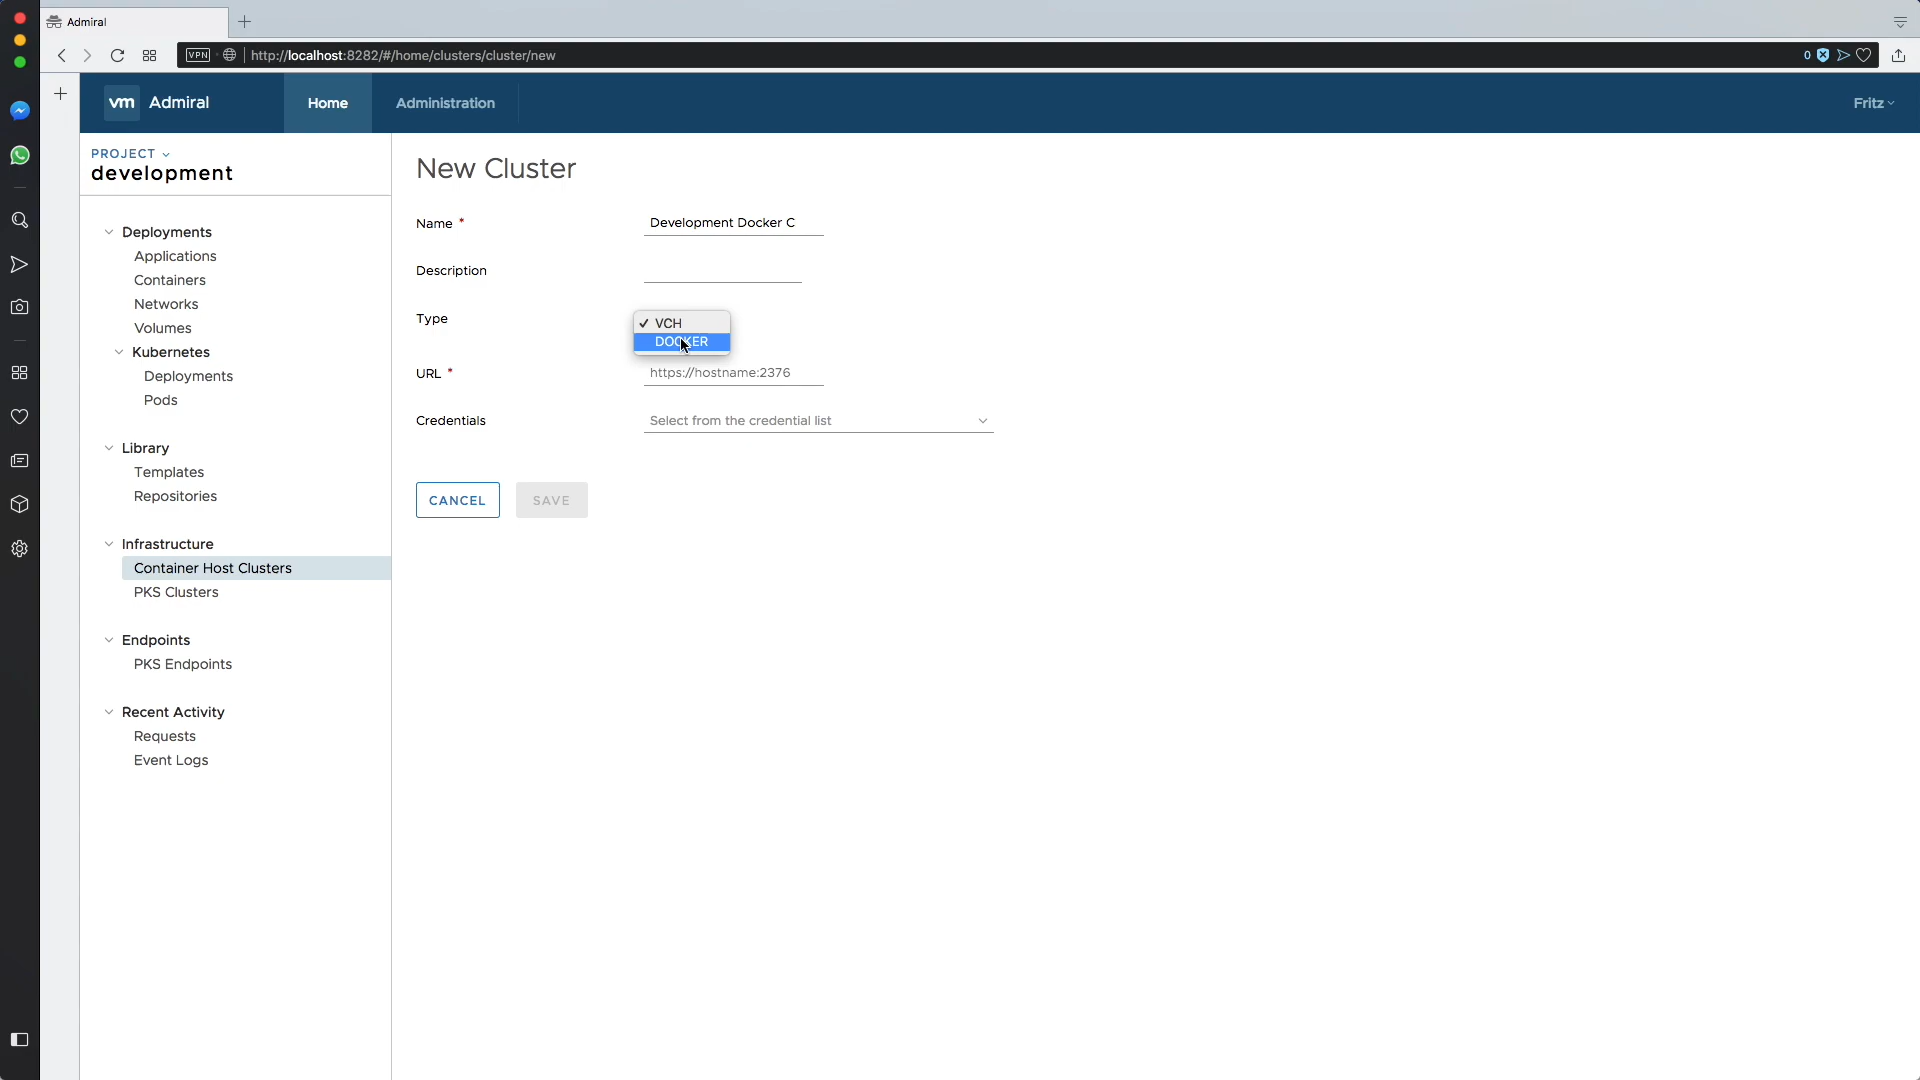 Admiral
VPN
http://localhost:8282/#/home/clusters/cluster/new
0
vm Admiral
Home
Administration
Fritz
PROJECT
development
Deployments
Applications
Containers
Networks
Volumes
Kubernetes
Deployments
Pods
Library
Templates
Repositories
Infrastructure
Container Host Clusters
PKS Clusters
Endpoints
PKS Endpoints
Recent Activity
Requests
Event Logs
New Cluster
Name * Development Docker C
Description
Type
✓ VCH
DOCKER
URL * https://hostname:2376
Credentials Select from the credential list
CANCEL SAVE